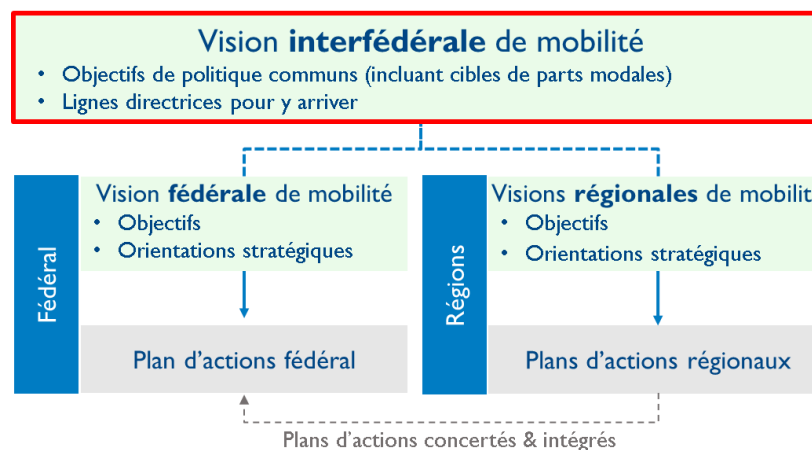 Vision interfédérale de mobilité
• Objectifs de politique communs (incluant cibles de parts modales)
• Lignes directrices pour y arriver
Fédéral
Vision fédérale de mobilité
• Objectifs
• Orientations stratégiques
Plan d'actions fédéral
Régions
Visions régionales de mobilit
• Objectifs
• Orientations stratégiques
Plans d'actions régionaux
Plans d'actions concertés & intégrés